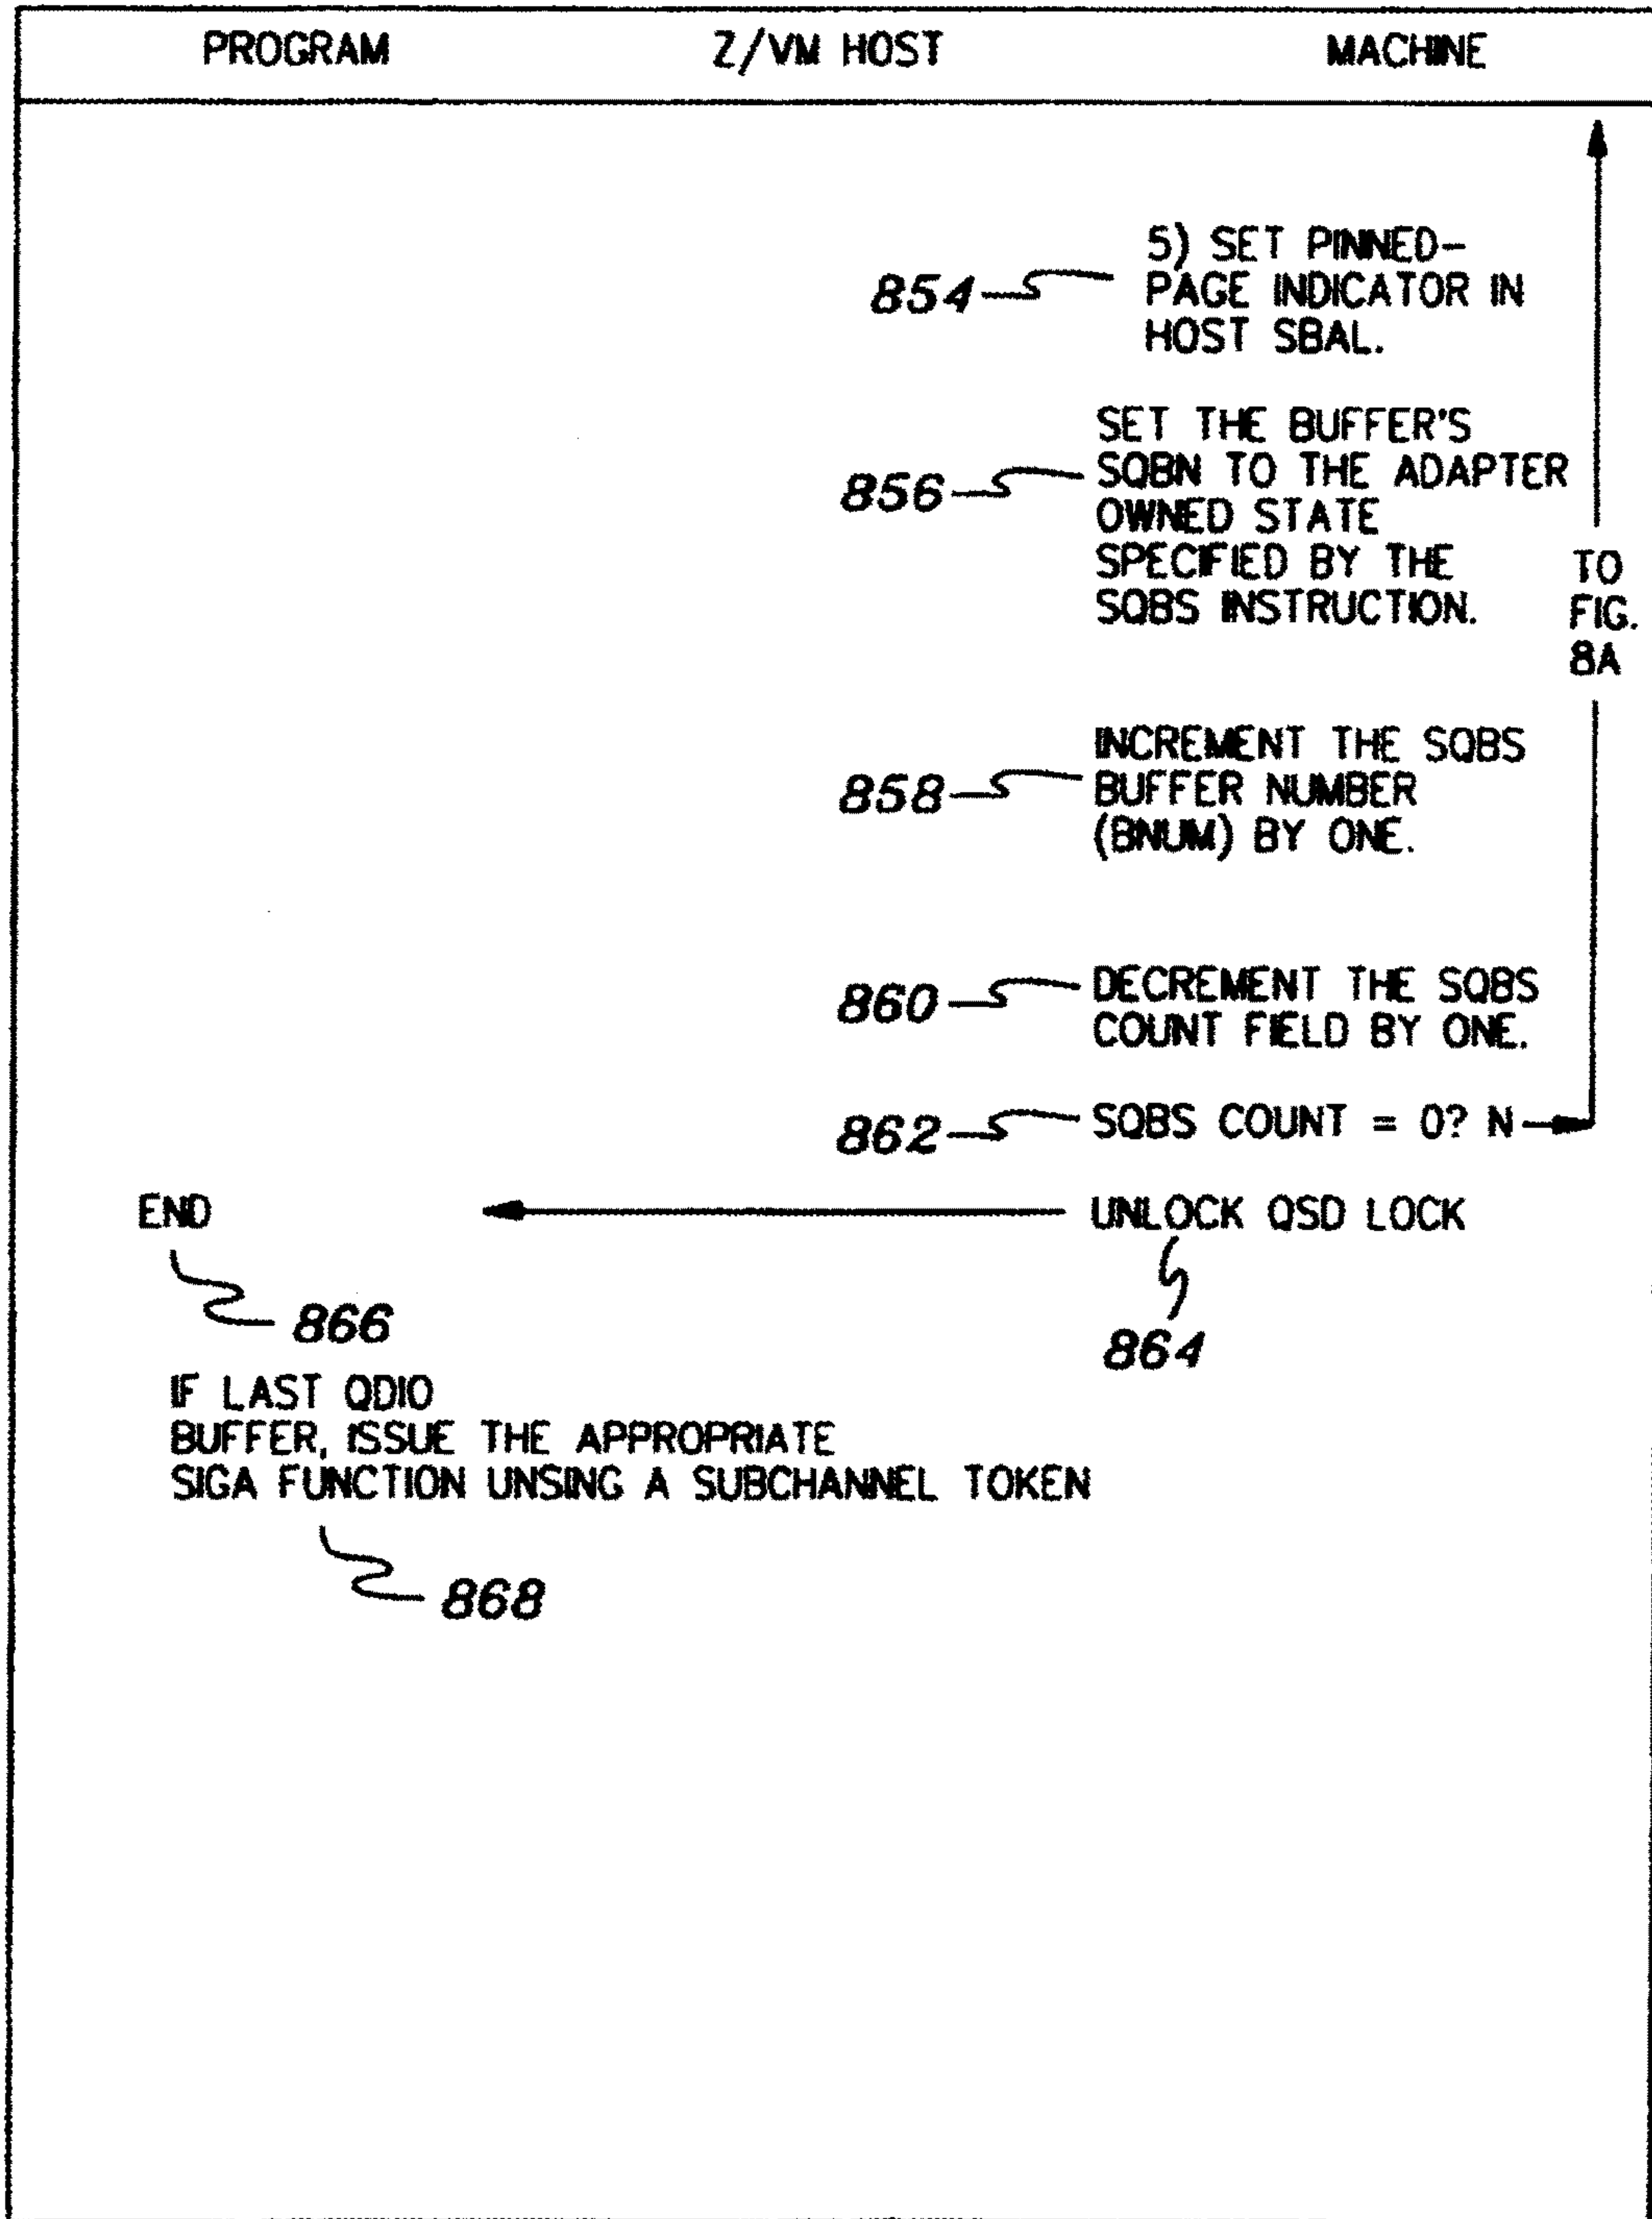 PROGRAM Z/VM HOST MACHINE
5) SET PINNED-
854 PAGE INDICATOR IN
HOST SBAL.
SET THE BUFFER'S
856 SQBN TO THE ADAPTER
OWNED STATE
SPECIFIED BY THE
SQBS INSTRUCTION.
TO
FIG.
8A
INCREMENT THE SQBS
858 BUFFER NUMBER
(BNUM) BY ONE.
860 DECREMENT THE SQBS
COUNT FIELD BY ONE.
862 SQBS COUNT = 0? N
END UNLOCK QSD LOCK
866
864
IF LAST QDIO
BUFFER, ISSUE THE APPROPRIATE
SIGA FUNCTION UNSING A SUBCHANNEL TOKEN
868